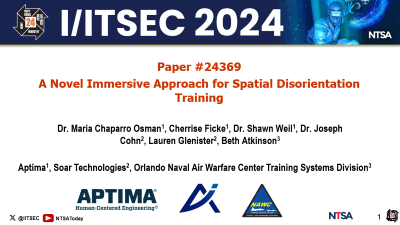 I/ITSEC 2024
NTSA
Paper #24369
A Novel Immersive Approach for Spatial Disorientation
Training
Dr. Maria Chaparro Osman¹, Cherrise Ficke¹, Dr. Shawn Weil¹, Dr. Joseph
Cohn², Lauren Glenister², Beth Atkinson³
Aptima¹, Soar Technologies², Orlando Naval Air Warfare Center Training Systems Division³
APTIMA®
Human-Centered Engineering®
NAWC
X @IITSEC NTSAToday
NTSA
1